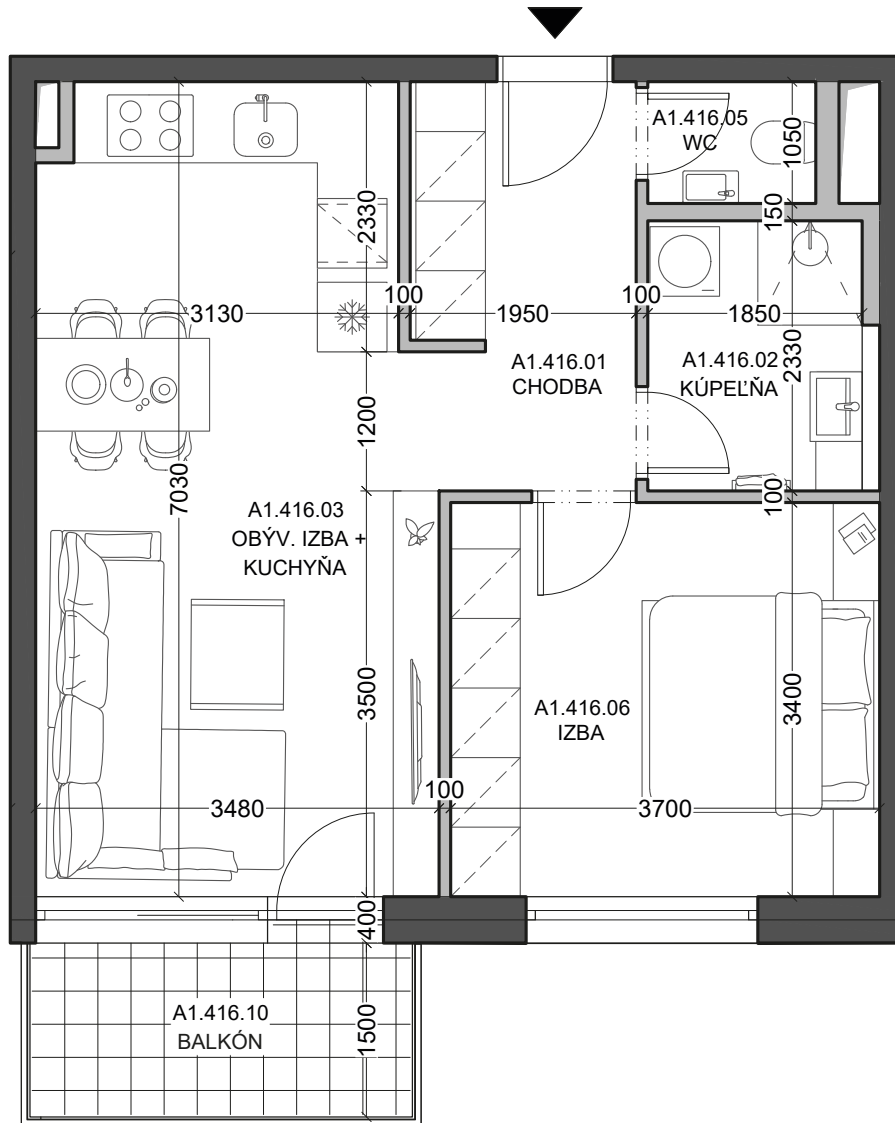 A1.416.05
WC
1050
150
2330
3130
100
1950
100
1850
A1.416.01
CHODBA
A1.416.02
KÚPEĽŇA
2330
1200
7030
A1.416.03
OBÝV. IZBA +
KUCHYŇA
100
3500
A1.416.06
IZBA
3400
3480
100
3700
400
A1.416.10
BALKÓN
1500